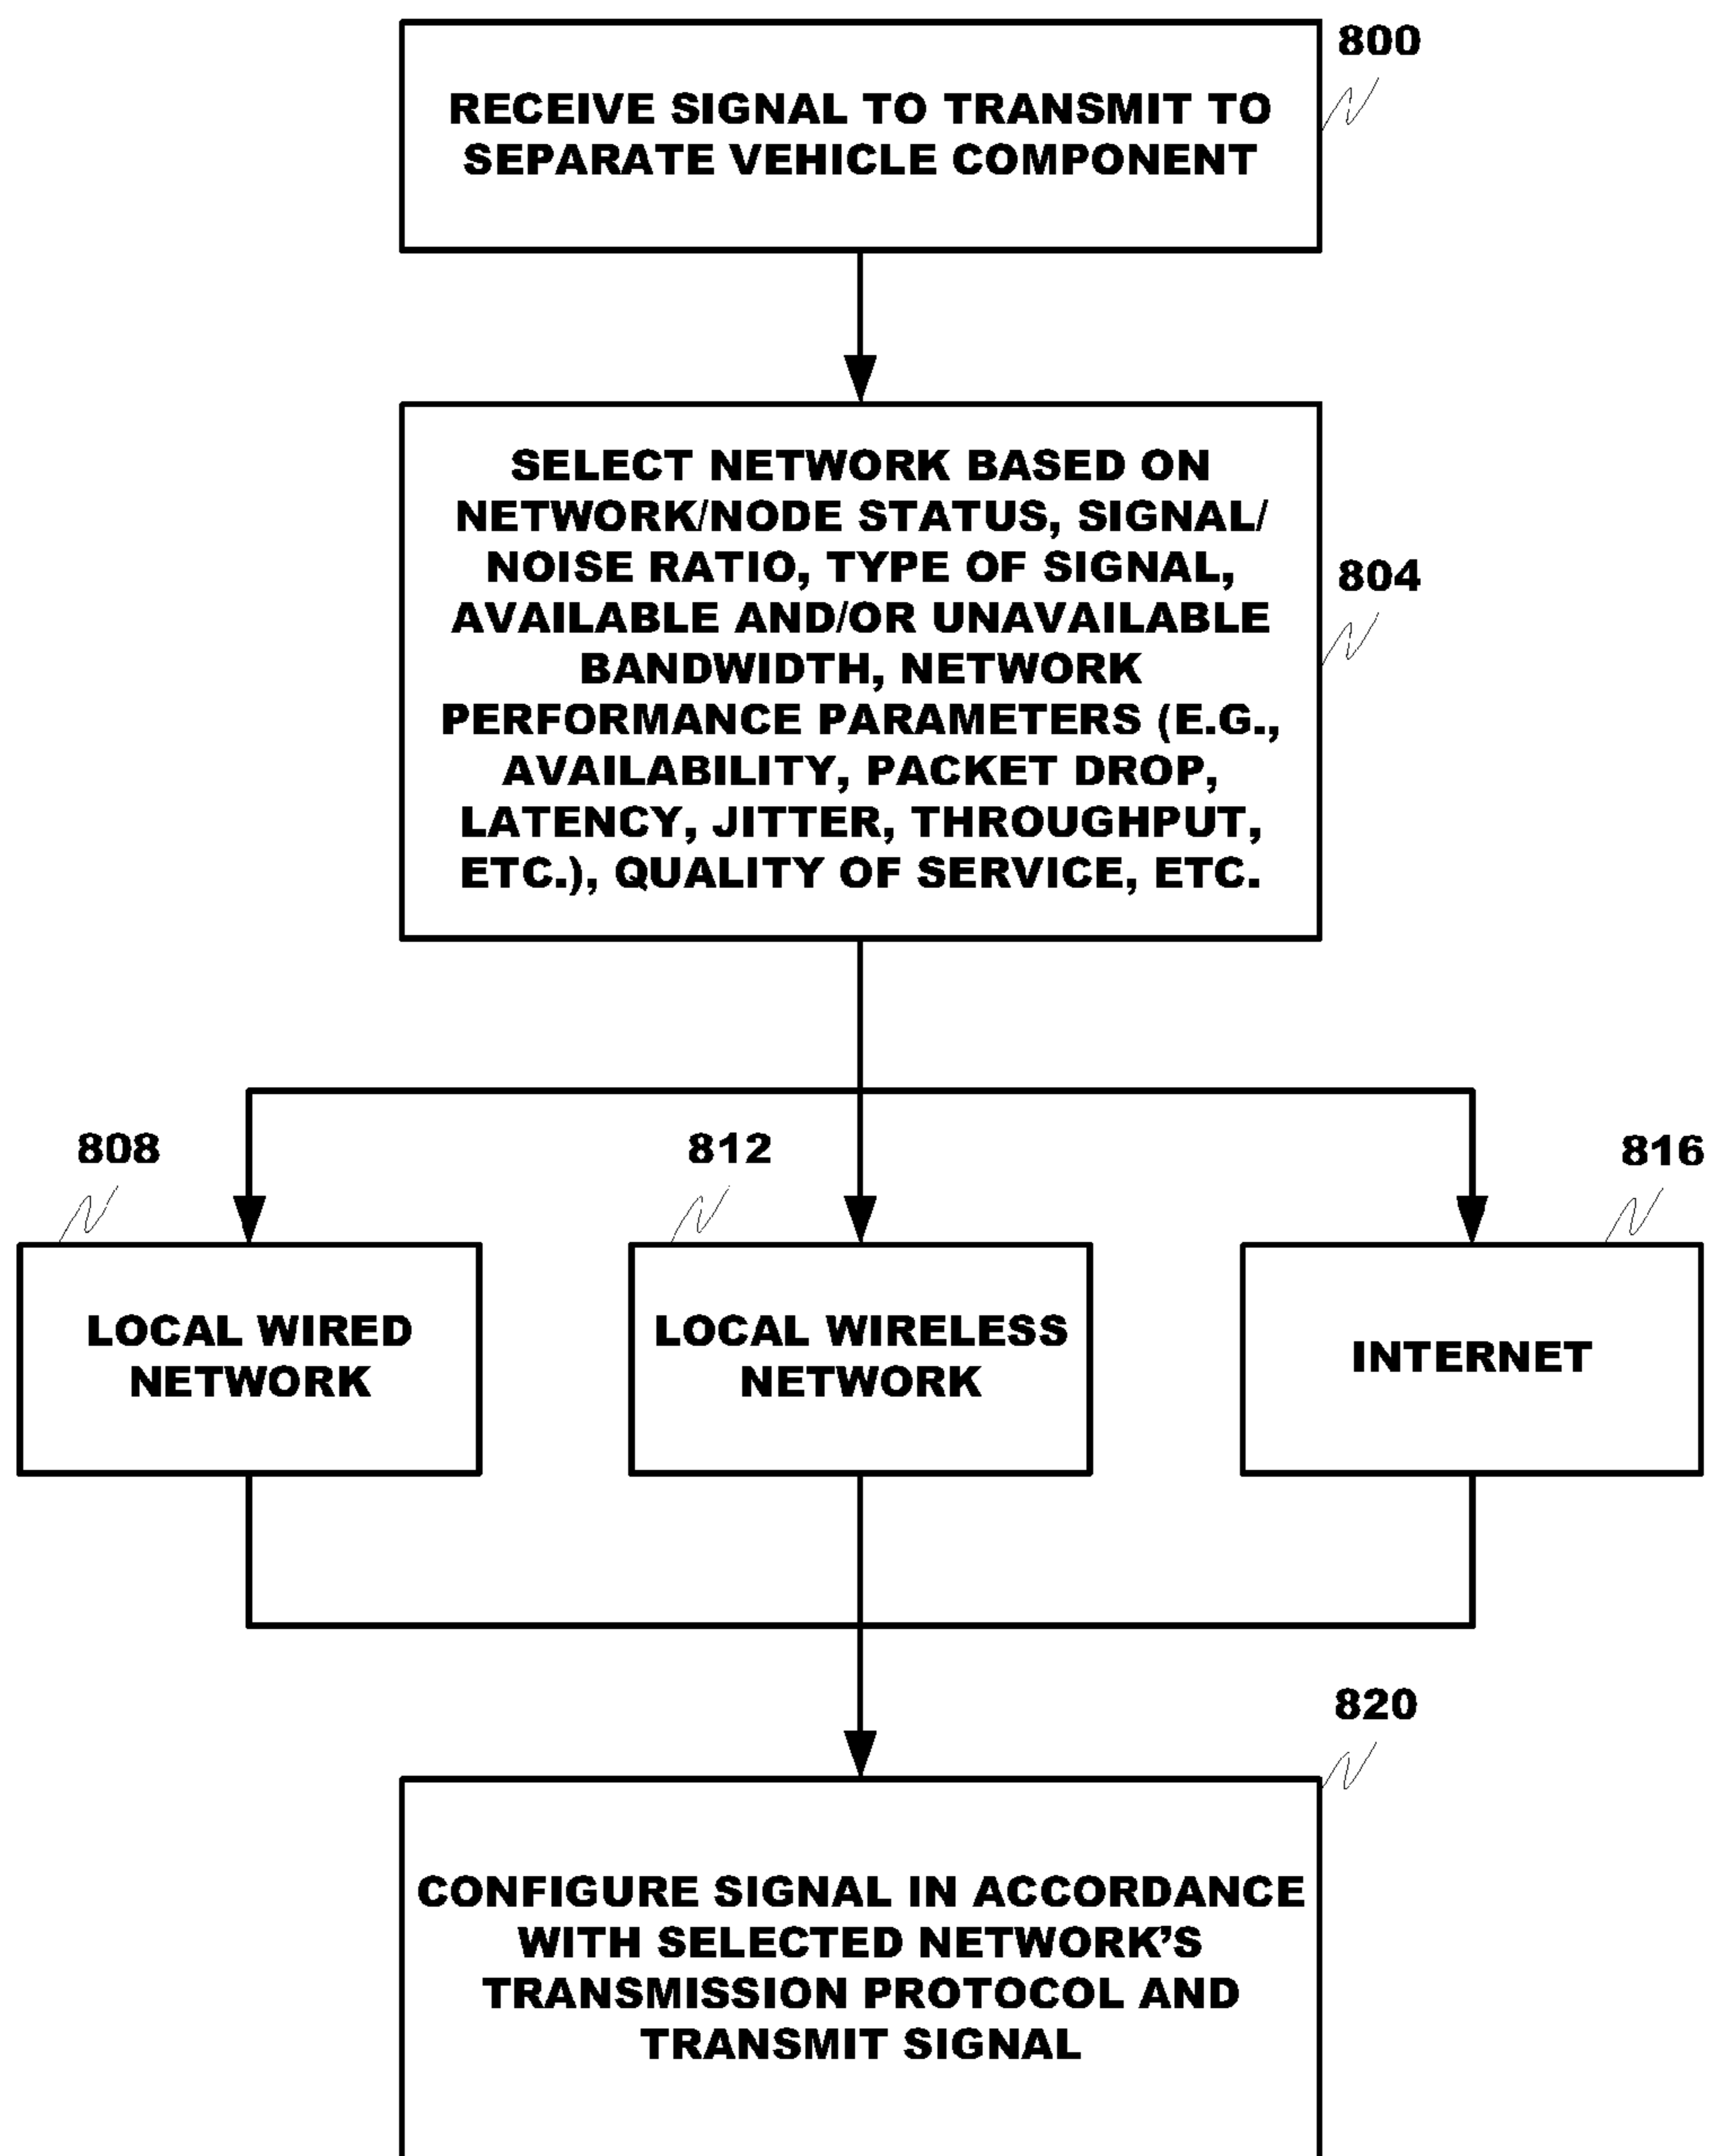 800
RECEIVE SIGNAL TO TRANSMIT TO
SEPARATE VEHICLE COMPONENT
804
SELECT NETWORK BASED ON
NETWORK/NODE STATUS, SIGNAL/
NOISE RATIO, TYPE OF SIGNAL,
AVAILABLE AND/OR UNAVAILABLE
BANDWIDTH, NETWORK
PERFORMANCE PARAMETERS (E.G.,
AVAILABILITY, PACKET DROP,
LATENCY, JITTER, THROUGHPUT,
ETC.), QUALITY OF SERVICE, ETC.
808
LOCAL WIRED
NETWORK
812
LOCAL WIRELESS
NETWORK
816
INTERNET
820
CONFIGURE SIGNAL IN ACCORDANCE
WITH SELECTED NETWORK’S
TRANSMISSION PROTOCOL AND
TRANSMIT SIGNAL